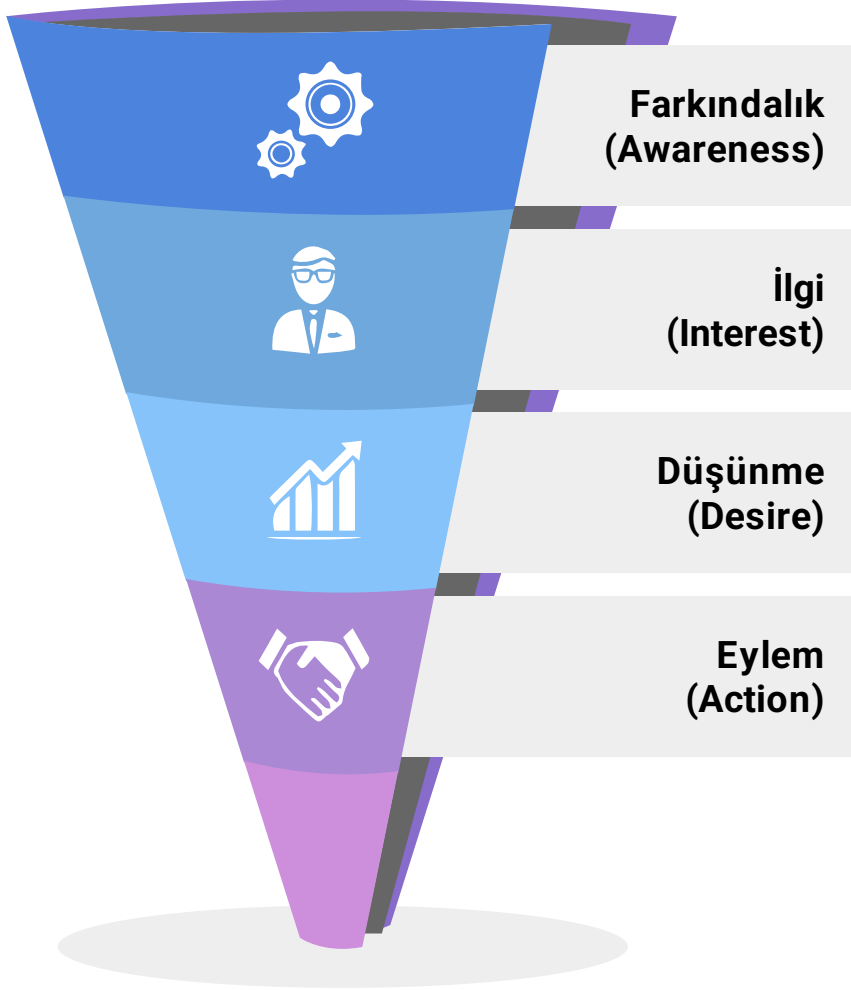 Farkındalık
(Awareness)
İlgi
(Interest)
Düşünme
(Desire)
Eylem
(Action)